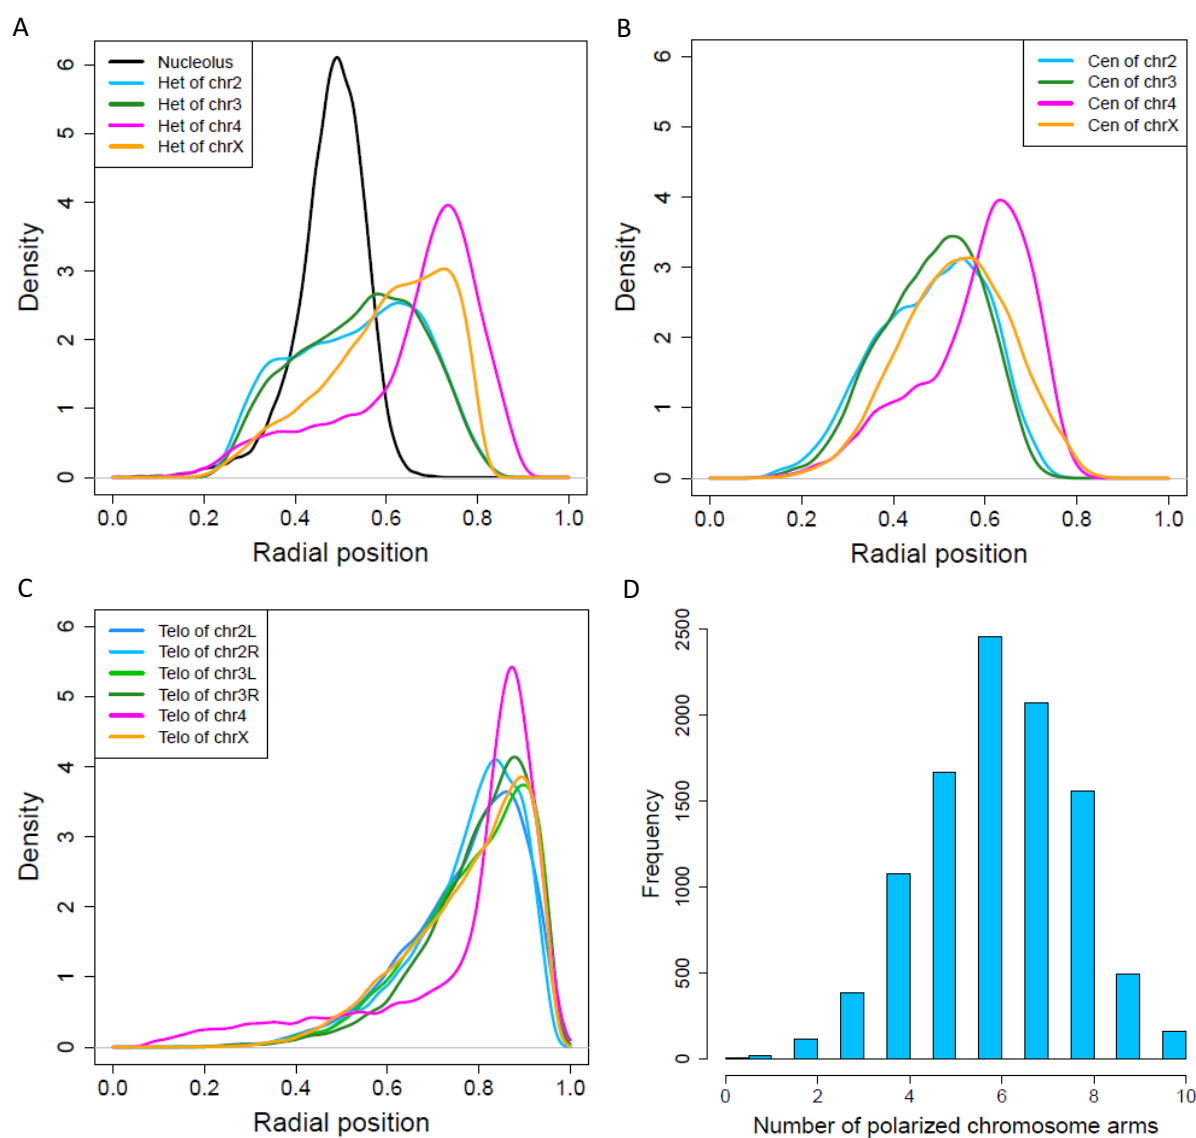 A
Nucleolus
Het of chr2
Het of chr3
Het of chr4
Het of chrX
Density
0
1
2
3
4
5
6
0.0 0.2 0.4 0.6 0.8 1.0
Radial position
B
Cen of chr2
Cen of chr3
Cen of chr4
Cen of chrX
Density
0
1
2
3
4
5
6
0.0 0.2 0.4 0.6 0.8 1.0
Radial position
C
Telo of chr2L
Telo of chr2R
Telo of chr3L
Telo of chr3R
Telo of chr4
Telo of chrX
Density
0
1
2
3
4
5
6
0.0 0.2 0.4 0.6 0.8 1.0
Radial position
D
Frequency
0
500
1000
1500
2000
2500
0 2 4 6 8 10
Number of polarized chromosome arms